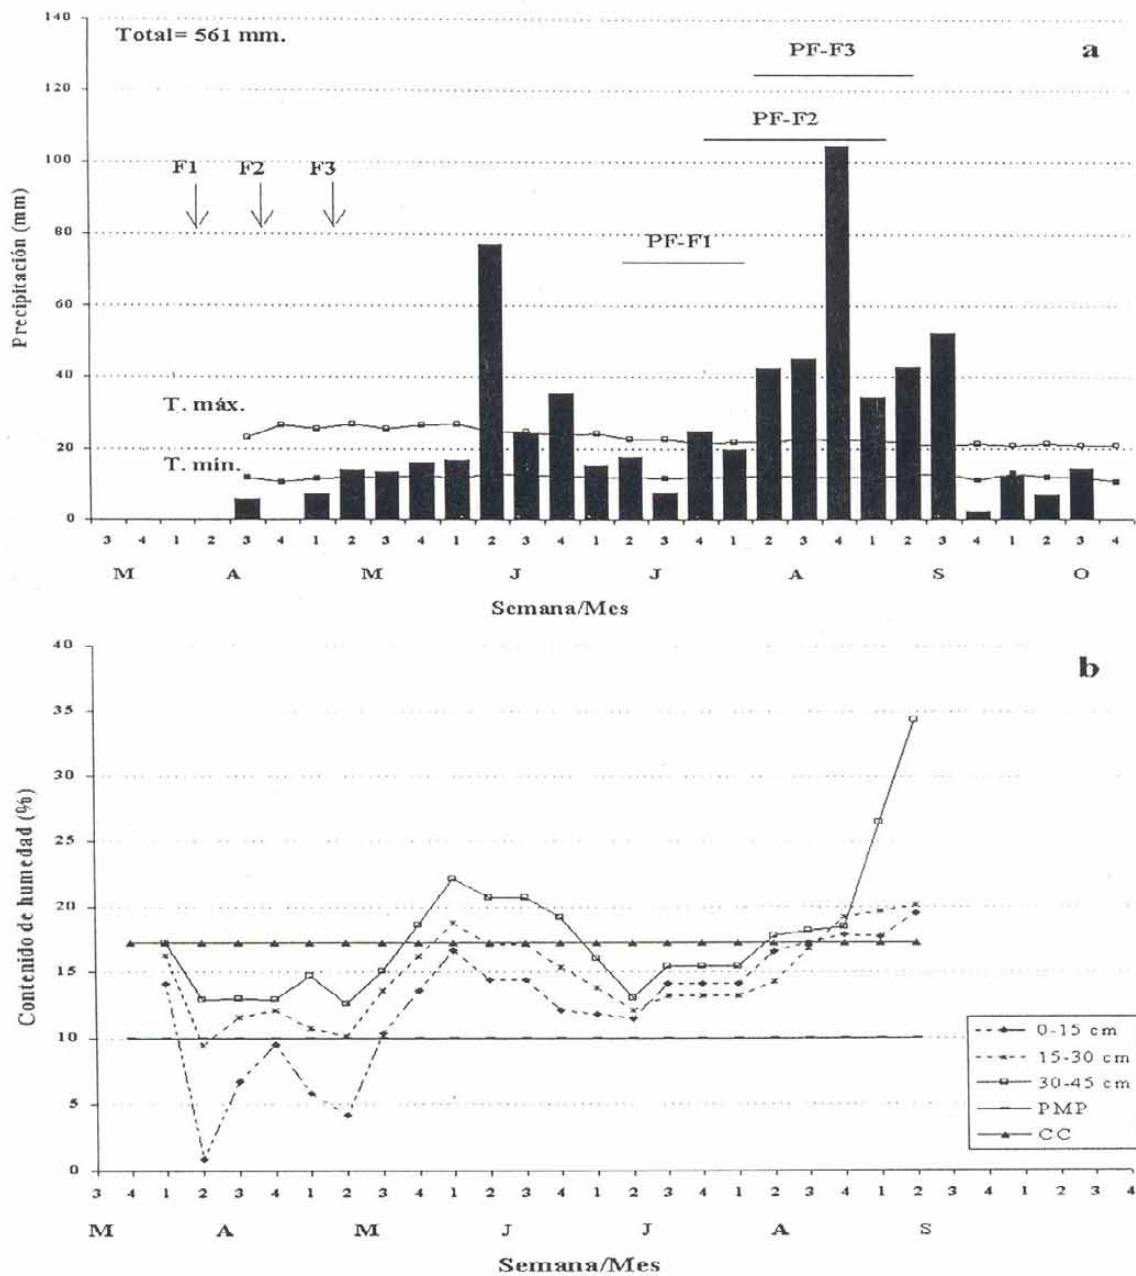 140
Total= 561 mm.
a
PF-F3
120
PF-F2
100
F1 F2 F3
80
PF-F1
60
40
T. máx.
20
T. mín.
0
Precipitación (mm)
3 4 1 2 3 4 1 2 3 4 1 2 3 4 1 2 3 4 1 2 3 4 1 2 3 4 1 2 3 4
M A M J J A S O
Semana/Mes
40
b
35
30
25
20
15
10
5
0
Contenido de humedad (%)
0-15 cm
15-30 cm
30-45 cm
PMP
CC
3 4 1 2 3 4 1 2 3 4 1 2 3 4 1 2 3 4 1 2 3 4 1 2 3 4 1 2 3 4
M A M J J A S
Semana/Mes